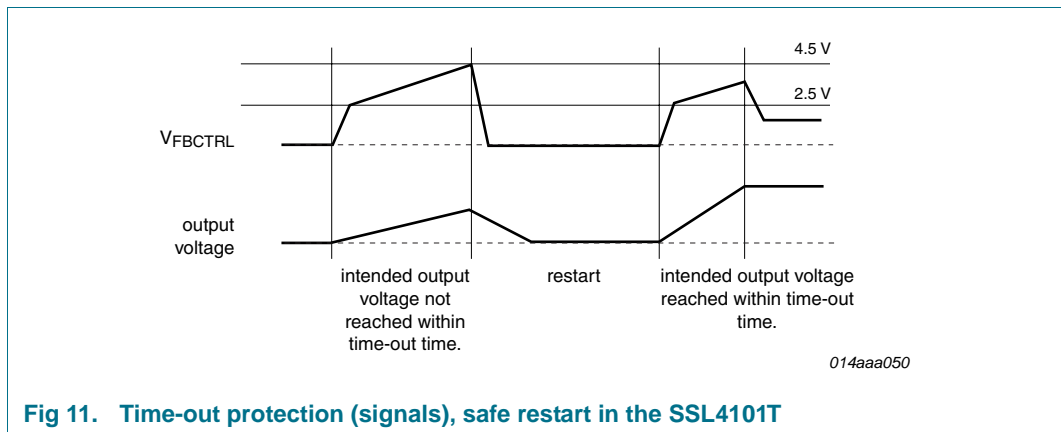 4.5 V
2.5 V
VFBCTRL
output
voltage
intended output
voltage not
reached within
time-out time.
restart
intended output voltage
reached within time-out
time.
014aaa050
Fig 11. Time-out protection (signals), safe restart in the SSL4101T